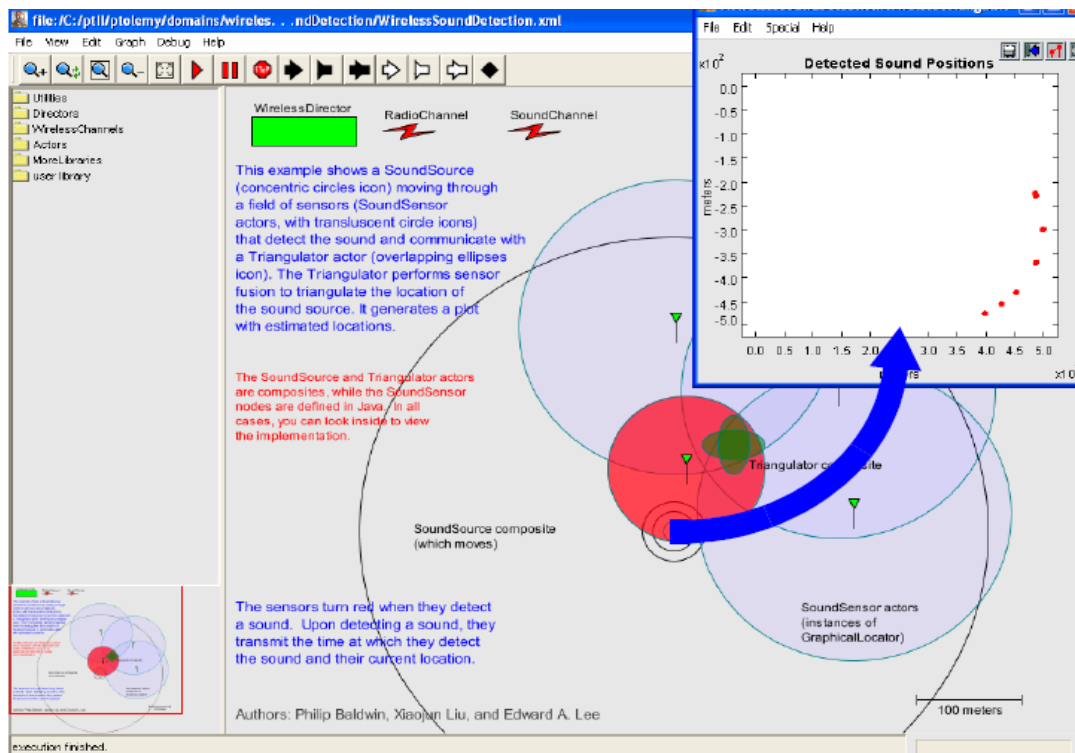 file:/C:/ptII/ptolemy/domains/wireles. . .ndDetection/WirelessSoundDetection.xml
File View Edit Graph Debug Help
Utilities
Directors
WirelessChannels
Actors
MoreLibraries
user library
WirelessDirector
RadioChannel
SoundChannel
This example shows a SoundSource
(concentric circles icon) moving through
a field of sensors (SoundSensor
actors, with transluscent circle icons)
that detect the sound and communicate with
a Triangulator actor (overlapping ellipses
icon). The Triangulator performs sensor
fusion to triangulate the location of
the sound source. It generates a plot
with estimated locations.
The SoundSource and Triangulator actors
are composites, while the SoundSensor
nodes are defined in Java. In all
cases, you can look inside to view
the implementation.
SoundSource composite
(which moves)
Triangulator composite
SoundSensor actors
(instances of
GraphicalLocator)
The sensors turn red when they detect
a sound. Upon detecting a sound, they
transmit the time at which they detect
the sound and their current location.
Authors: Philip Baldwin, Xiaojun Liu, and Edward A. Lee
100 meters
execution finished.
File Edit Special Help
Detected Sound Positions
x10²
0.0
-0.5
-1.0
-1.5
-2.0
-2.5
-3.0
-3.5
-4.0
-4.5
-5.0
meters
0.0 0.5 1.0 1.5 2.0 2.5 3.0 3.5 4.0 4.5 5.0
x10